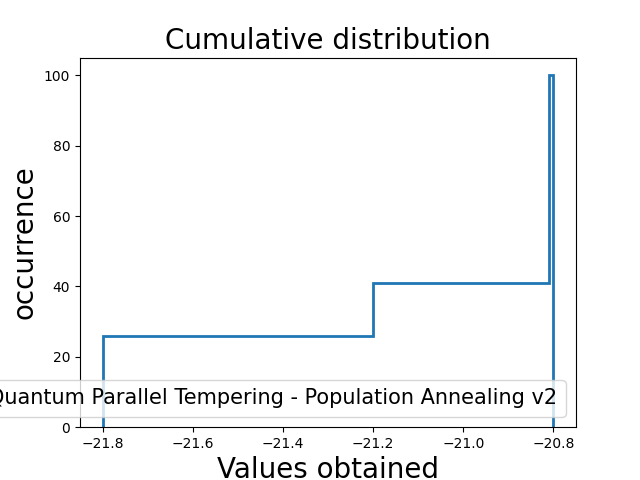 Cumulative distribution
100
80
60
40
20
0
occurrence
Quantum Parallel Tempering - Population Annealing v2
−21.8 −21.6 −21.4 −21.2 −21.0 −20.8
Values obtained